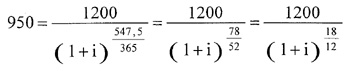 950 = 1200 / (1+i)^(547,5/365) = 1200 / (1+i)^(78/52) = 1200 / (1+i)^(18/12)